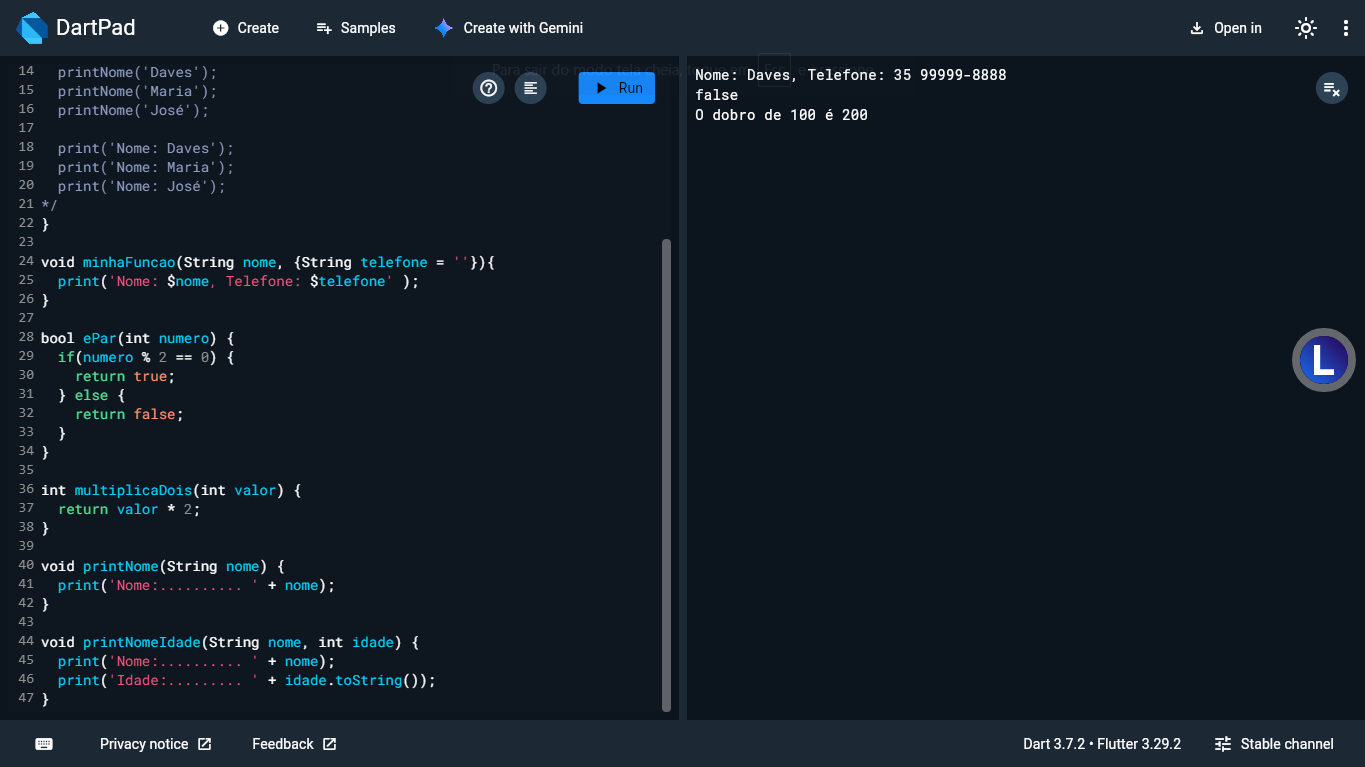 DartPad
Create
Samples
Create with Gemini
Open in
14 printNome('Daves');
15 printNome('Maria');
16 printNome('José');
17
18 print('Nome: Daves');
19 print('Nome: Maria');
20 print('Nome: José');
21 */
22 }
23
24 void minhaFuncao(String nome, {String telefone = ''}){
25 print('Nome: $nome, Telefone: $telefone' );
26 }
27
28 bool ePar(int numero) {
29 if(numero % 2 == 0) {
30 return true;
31 } else {
32 return false;
33 }
34 }
35
36 int multiplicaDois(int valor) {
37 return valor * 2;
38 }
39
40 void printNome(String nome) {
41 print('Nome:.......... ' + nome);
42 }
43
44 void printNomeIdade(String nome, int idade) {
45 print('Nome:.......... ' + nome);
46 print('Idade:......... ' + idade.toString());
47 }
Para sair do modo tela cheia,
Esc
Run
Nome: Daves, Telefone: 35 99999-8888
false
O dobro de 100 é 200
L
Privacy notice
Feedback
Dart 3.7.2 • Flutter 3.29.2
Stable channel